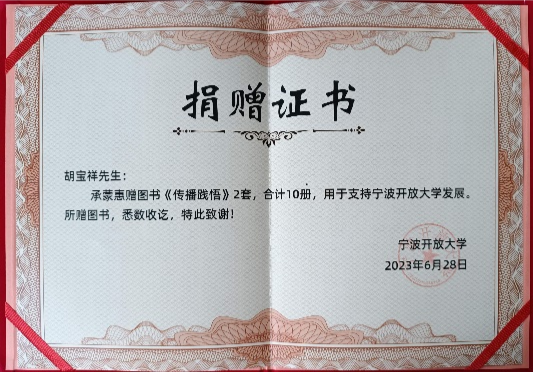 捐赠证书
胡宝祥先生：
承蒙惠赠图书《传播践悟》2套，合计10册，用于支持宁波开放大学发展。
所赠图书，悉数收讫，特此致谢！
宁波开放大学
2023年6月28日